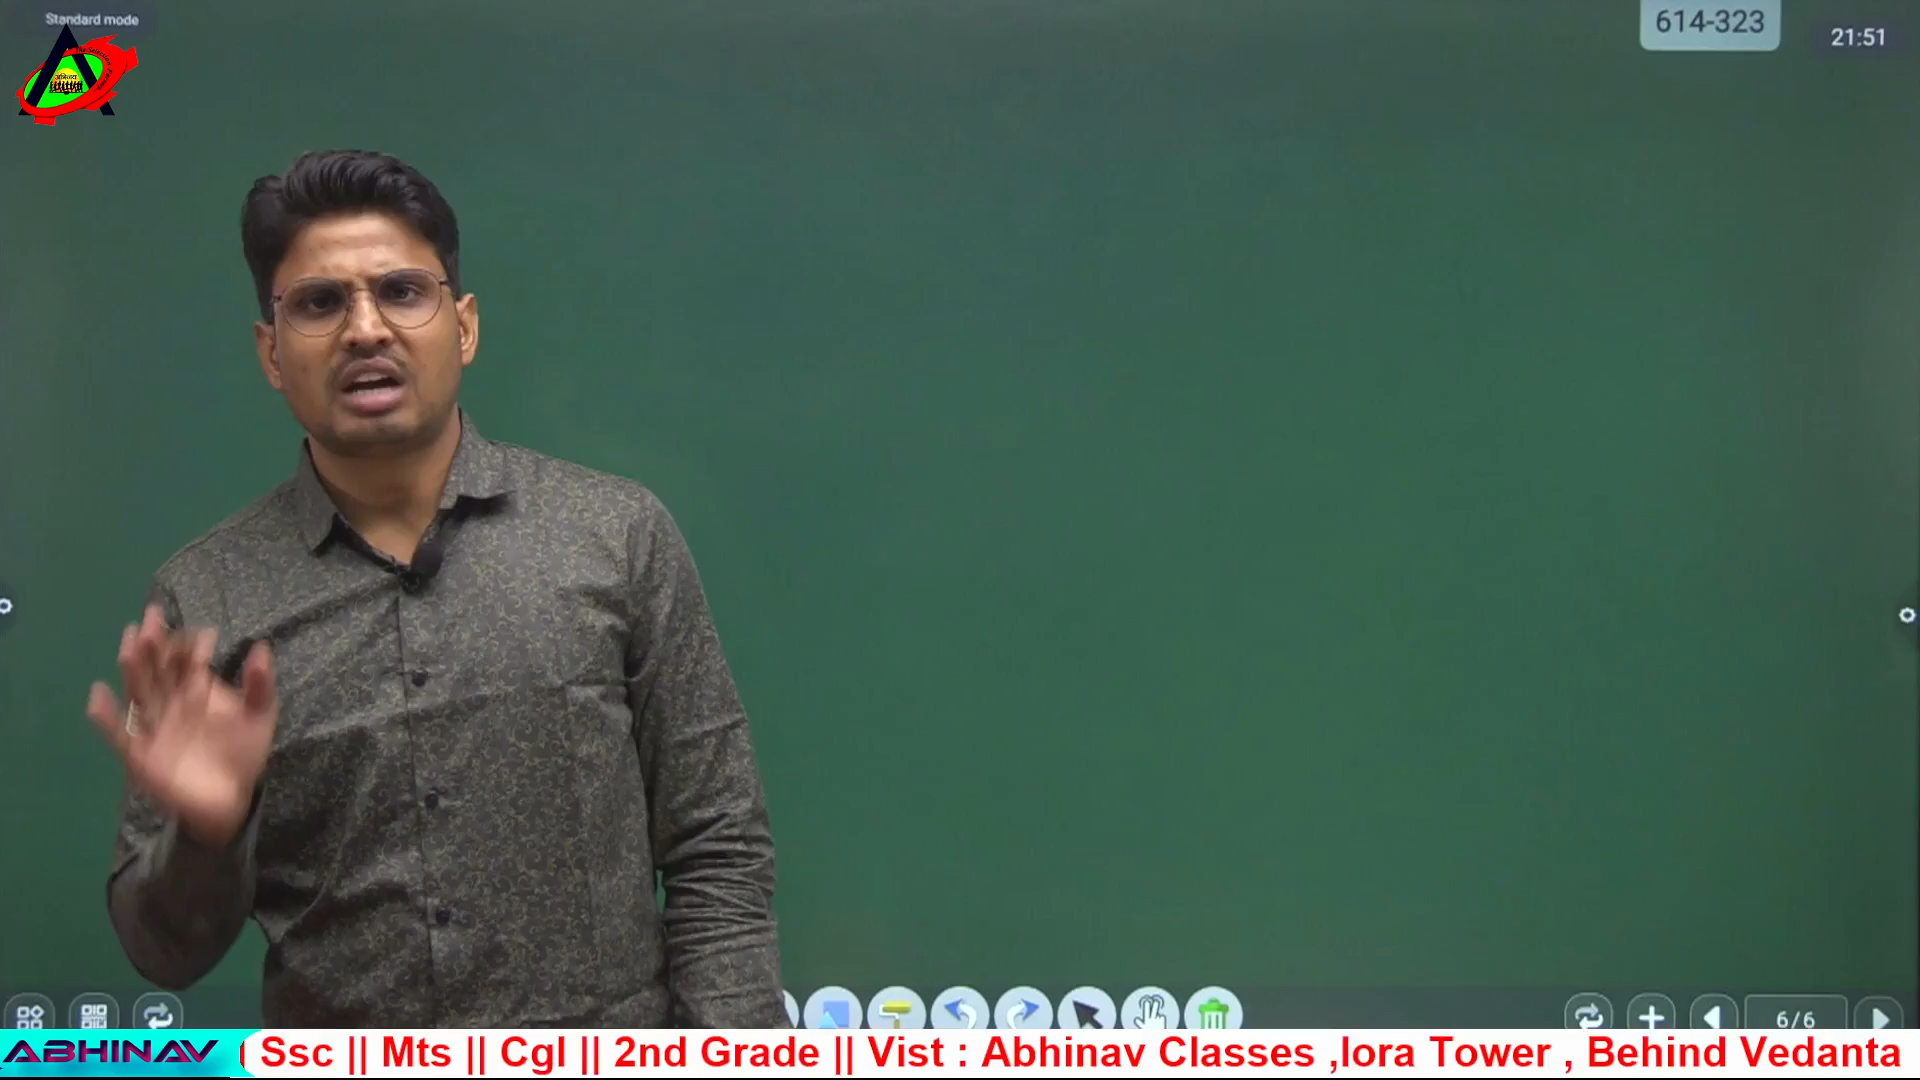 Standard mode
614-323
21:51
6/6
ABHINAV
Ssc || Mts || Cgl || 2nd Grade || Vist : Abhinav Classes ,Iora Tower , Behind Vedanta